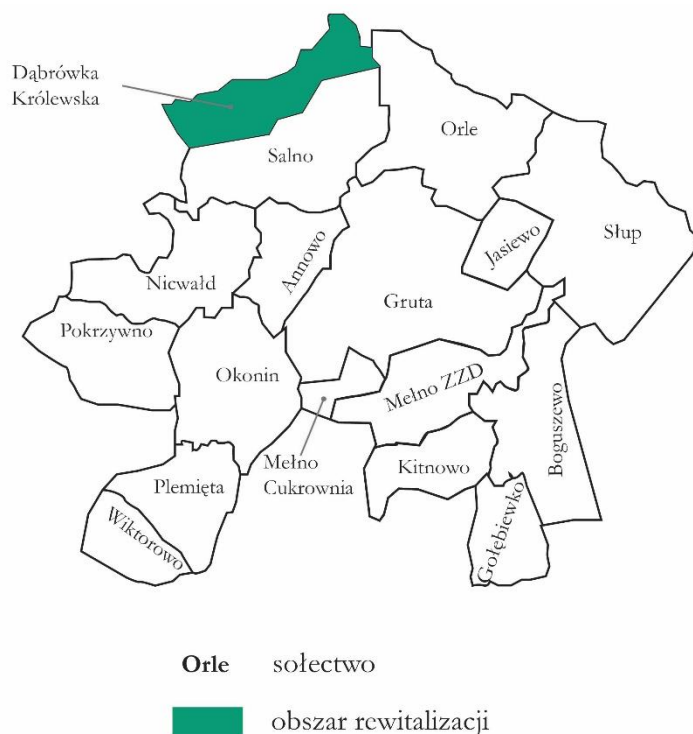 Dąbrówka
Królewska
Orle
Salno
Słup
Jasiewo
Annowo
Nicwałd
Gruta
Pokrzywno
Okonin
Mełno ZZD
Boguszewo
Mełno
Cukrownia
Kitnowo
Plemięta
Gołębiewko
Wiktorowo
Orle sołectwo
obszar rewitalizacji